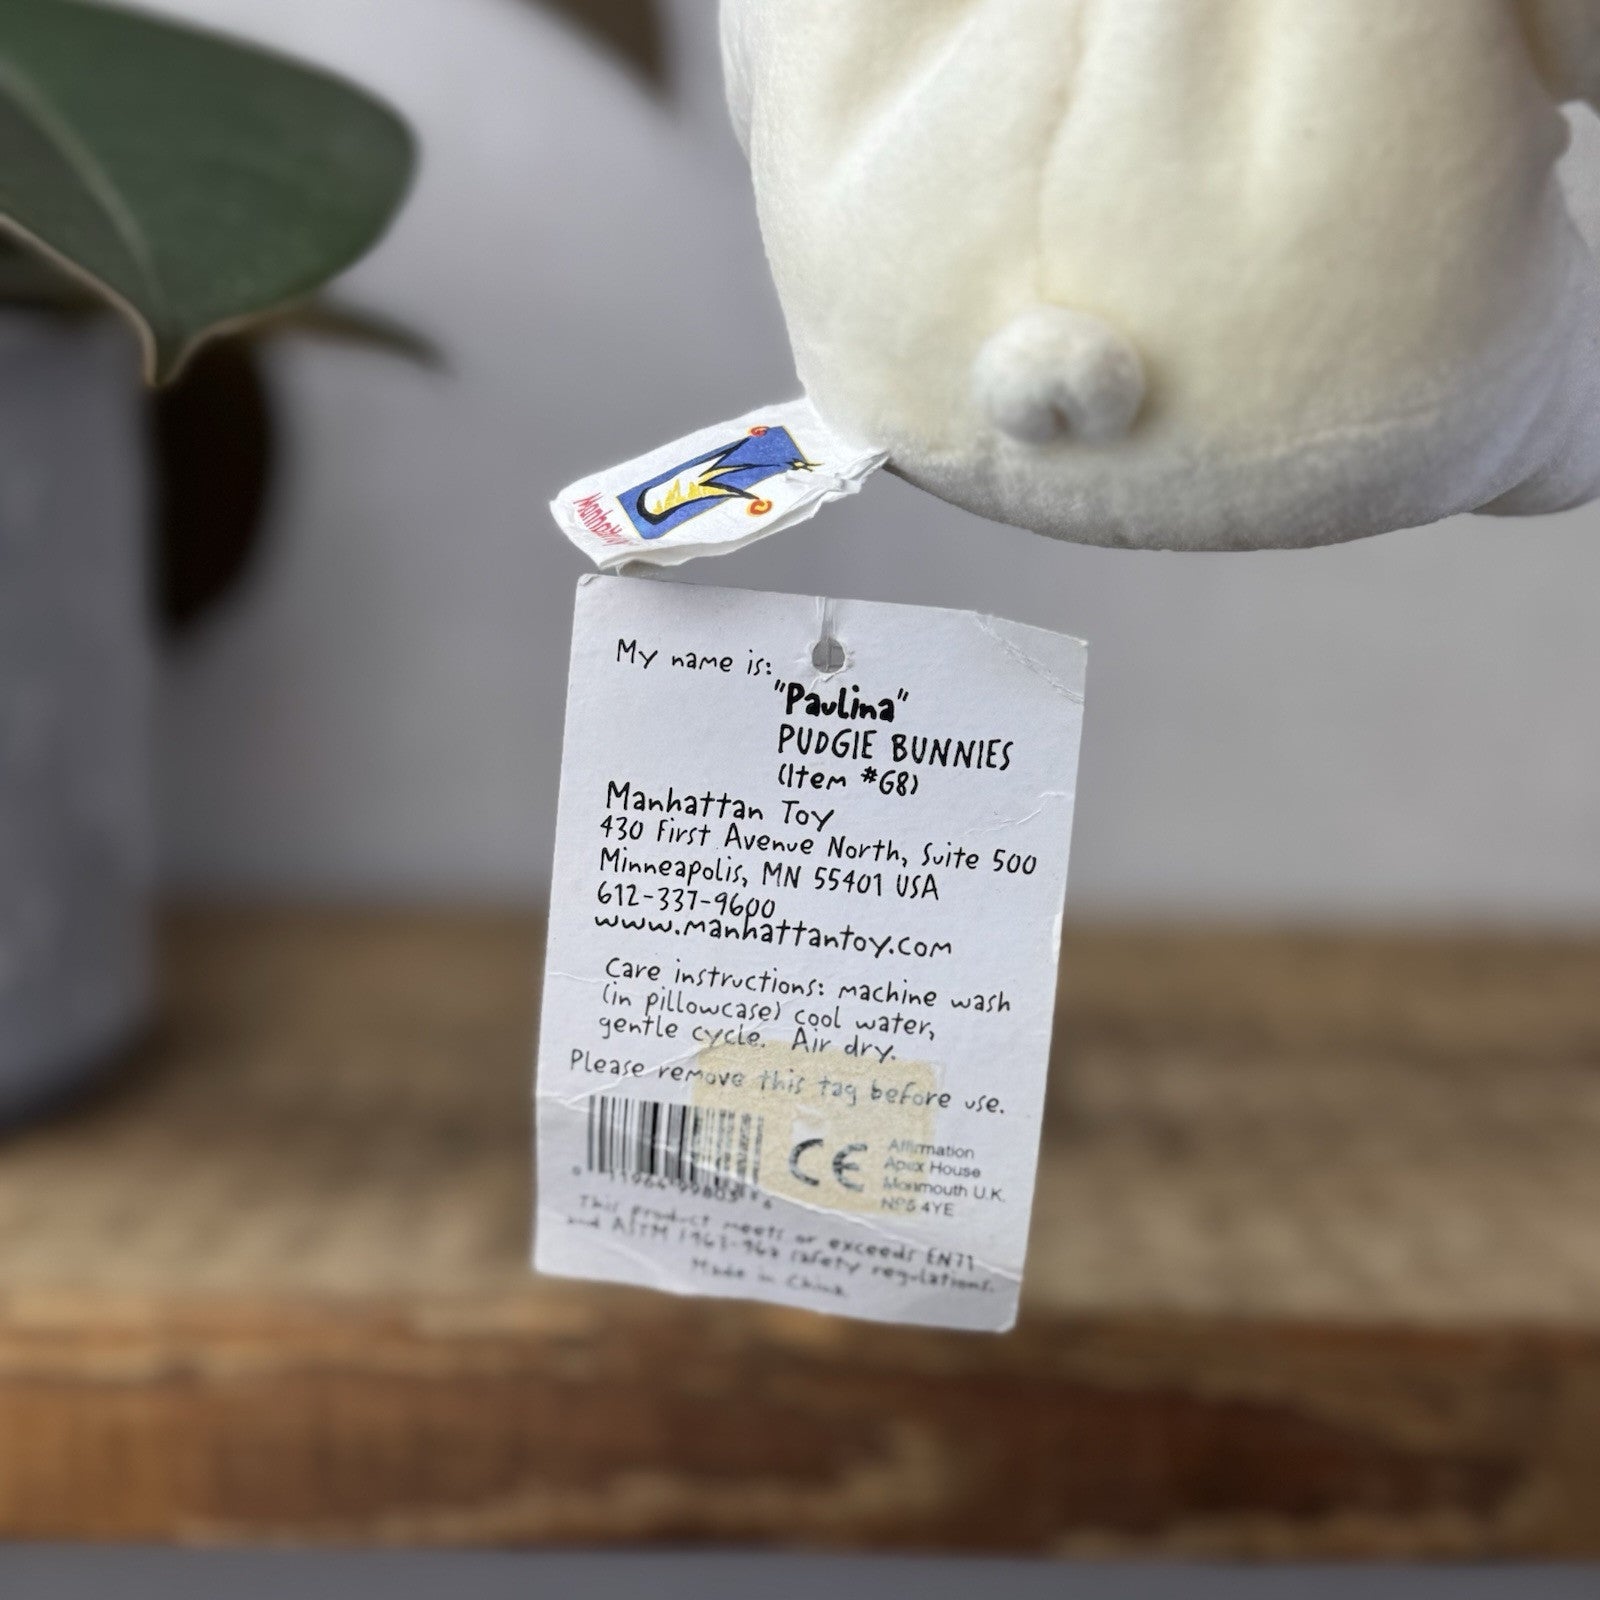 Manhattan
My name is:
"Paulina"
PUDGIE BUNNIES
(Item #G8)
Manhattan Toy
430 First Avenue North, Suite 500
Minneapolis, MN 55401 USA
612-337-9600
www.manhattantoy.com
Care instructions: machine wash
(in pillowcase) cool water,
gentle cycle. Air dry.
Please remove this tag before use.
CE
Affirmation
Apex House
Monmouth U.K.
NP5 4YE
This product meets or exceeds EN71
and ASTM safety regulations.
Made in China